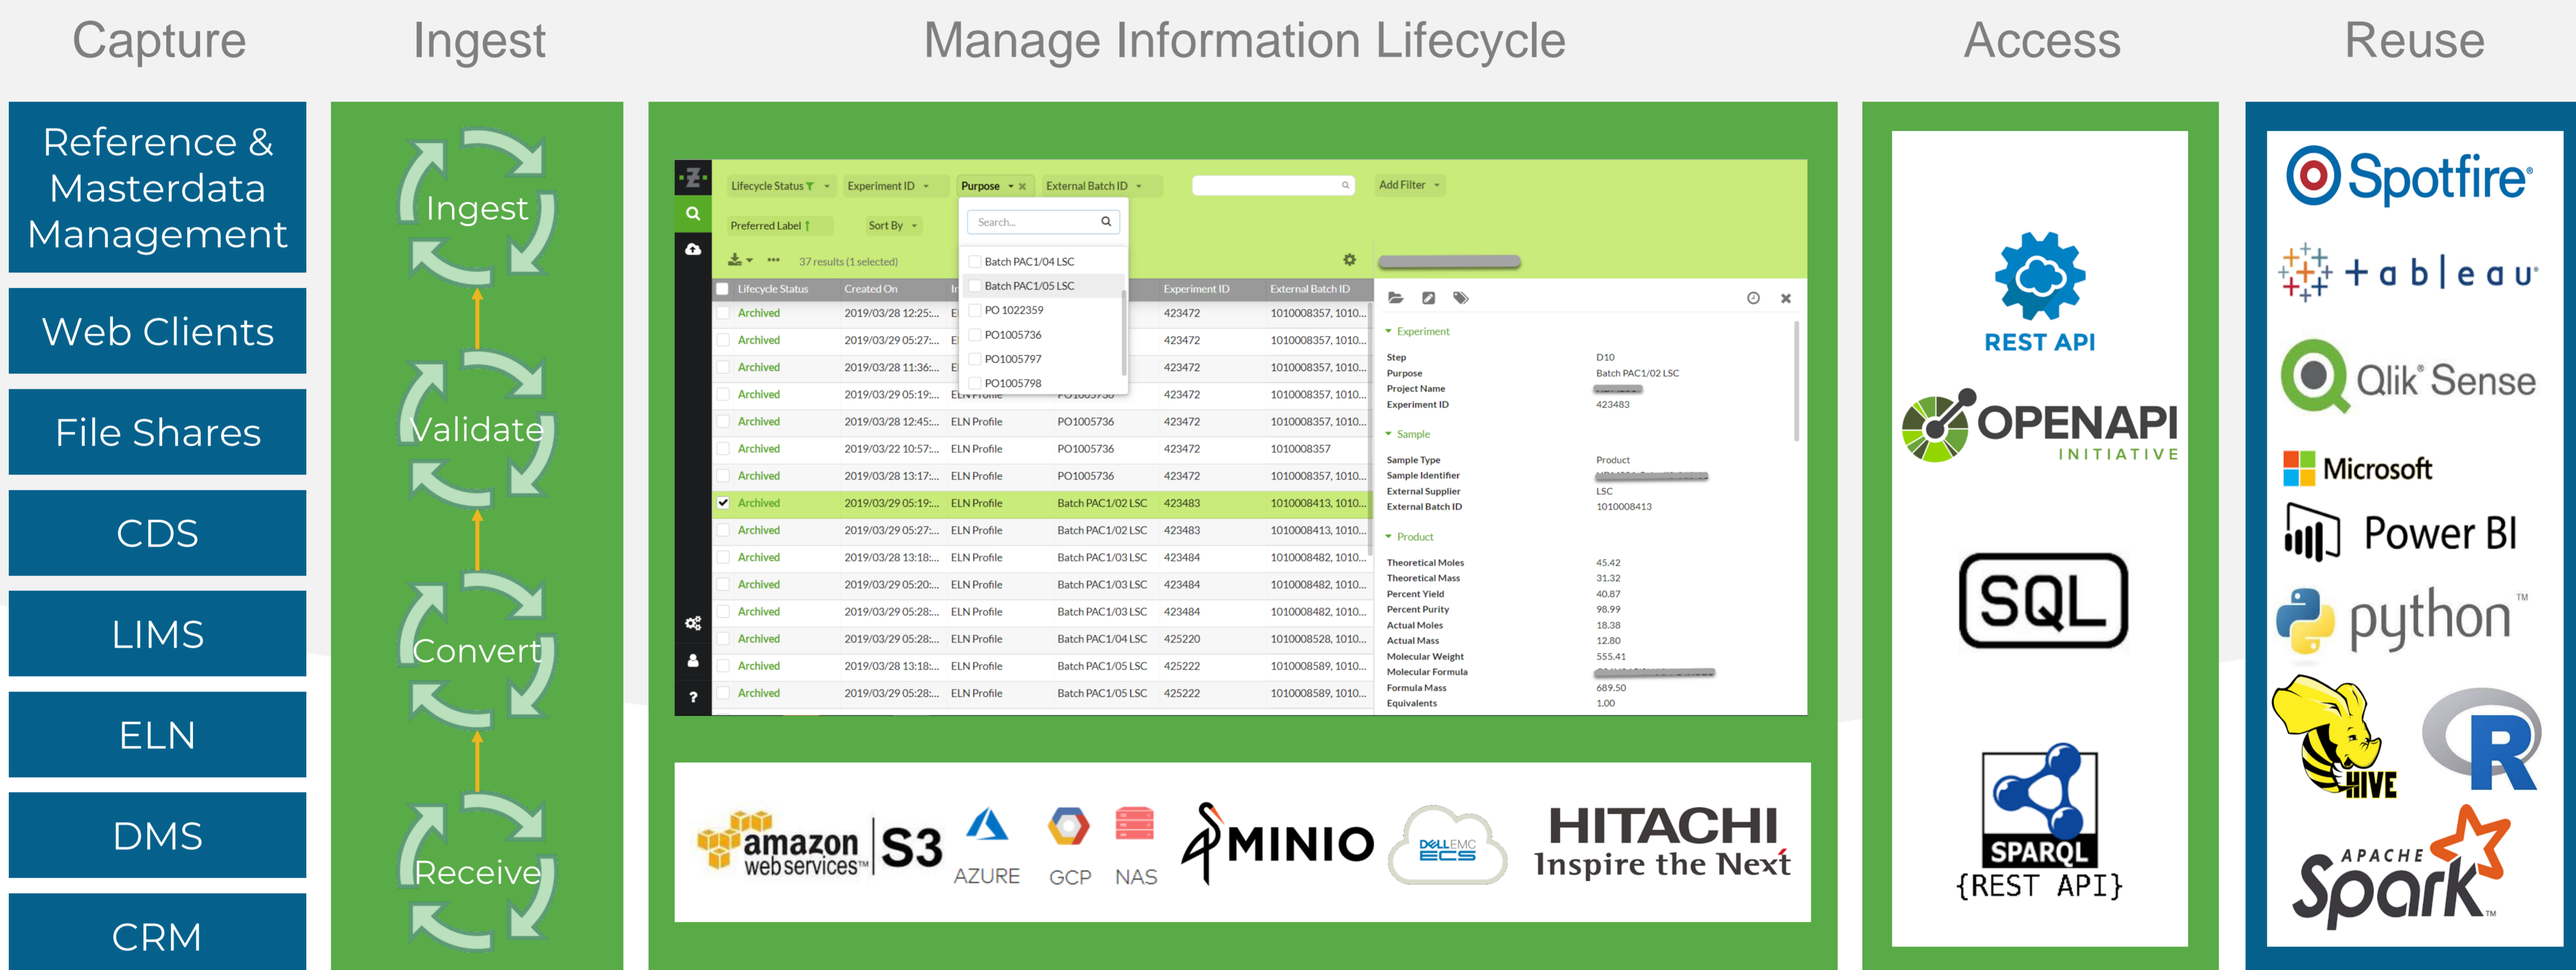 Capture
Ingest
Manage Information Lifecycle
Access
Reuse
Reference &
Masterdata
Management
Web Clients
File Shares
CDS
LIMS
ELN
DMS
CRM
Ingest
Validate
Convert
Receive
Z
Lifecycle Status
Experiment ID
Purpose
External Batch ID
Add Filter
Preferred Label
Sort By
Search...
37 results (1 selected)
Batch PAC1/04 LSC
Batch PAC1/05 LSC
PO 1022359
PO1005736
PO1005797
PO1005798
Lifecycle Status Created On In Experiment ID External Batch ID
Archived 2019/03/28 12:25:... E 423472 1010008357, 1010...
Archived 2019/03/29 05:27:... E 423472 1010008357, 1010...
Archived 2019/03/28 11:36:... E 423472 1010008357, 1010...
Archived 2019/03/29 05:19:... ELN Profile PO1005736 423472 1010008357, 1010...
Archived 2019/03/28 12:45:... ELN Profile PO1005736 423472 1010008357, 1010...
Archived 2019/03/22 10:57:... ELN Profile PO1005736 423472 1010008357
Archived 2019/03/28 13:17:... ELN Profile PO1005736 423472 1010008357, 1010...
Archived 2019/03/29 05:19:... ELN Profile Batch PAC1/02 LSC 423483 1010008413, 1010...
Archived 2019/03/29 05:27:... ELN Profile Batch PAC1/02 LSC 423483 1010008413, 1010...
Archived 2019/03/28 13:18:... ELN Profile Batch PAC1/03 LSC 423484 1010008482, 1010...
Archived 2019/03/29 05:20:... ELN Profile Batch PAC1/03 LSC 423484 1010008482, 1010...
Archived 2019/03/29 05:28:... ELN Profile Batch PAC1/03 LSC 423484 1010008482, 1010...
Archived 2019/03/29 05:28:... ELN Profile Batch PAC1/04 LSC 425220 1010008528, 1010...
Archived 2019/03/28 13:18:... ELN Profile Batch PAC1/05 LSC 425222 1010008589, 1010...
Archived 2019/03/29 05:28:... ELN Profile Batch PAC1/05 LSC 425222 1010008589, 1010...
?
Experiment
Step D10
Purpose Batch PAC1/02 LSC
Project Name
Experiment ID 423483
Sample
Sample Type Product
Sample Identifier
External Supplier LSC
External Batch ID 1010008413
Product
Theoretical Moles 45.42
Theoretical Mass 31.32
Percent Yield 40.87
Percent Purity 98.99
Actual Moles 18.38
Actual Mass 12.80
Molecular Weight 555.41
Molecular Formula
Formula Mass 689.50
Equivalents 1.00
amazon
webservices™
S3
AZURE
GCP
NAS
MINIO
DELLEMC
ECS
HITACHI
Inspire the Next
REST API
OPENAPI
INITIATIVE
SQL
SPARQL
{REST API}
Spotfire®
+ a b l e a u®
Qlik® Sense
Microsoft
Power BI
python™
HIVE
R
APACHE
Spark™